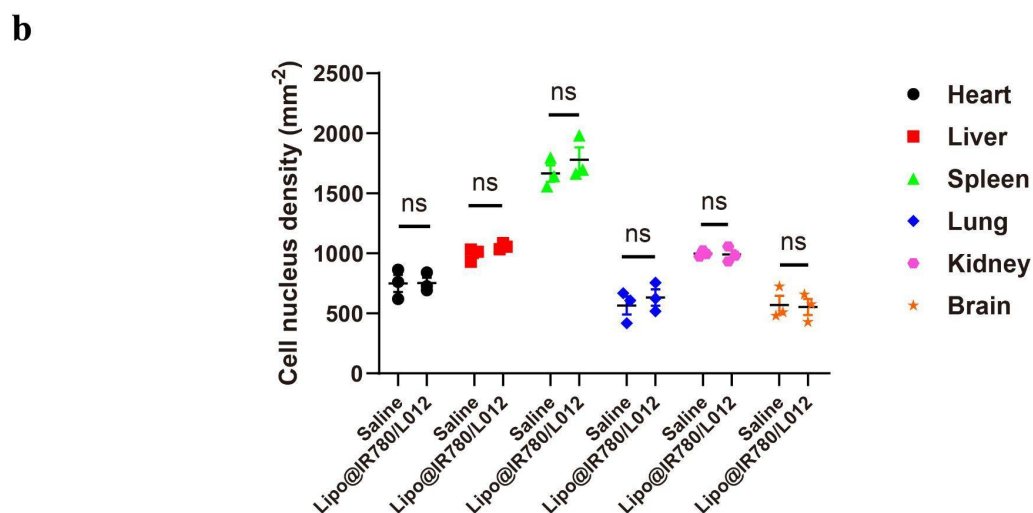 b
Cell nucleus density (mm-2)
2500
2000
1500
1000
500
0
ns
ns
ns
ns
ns
ns
Saline
Lipo@IR780/L012
Saline
Lipo@IR780/L012
Saline
Lipo@IR780/L012
Saline
Lipo@IR780/L012
Saline
Lipo@IR780/L012
Saline
Lipo@IR780/L012
Heart
Liver
Spleen
Lung
Kidney
Brain